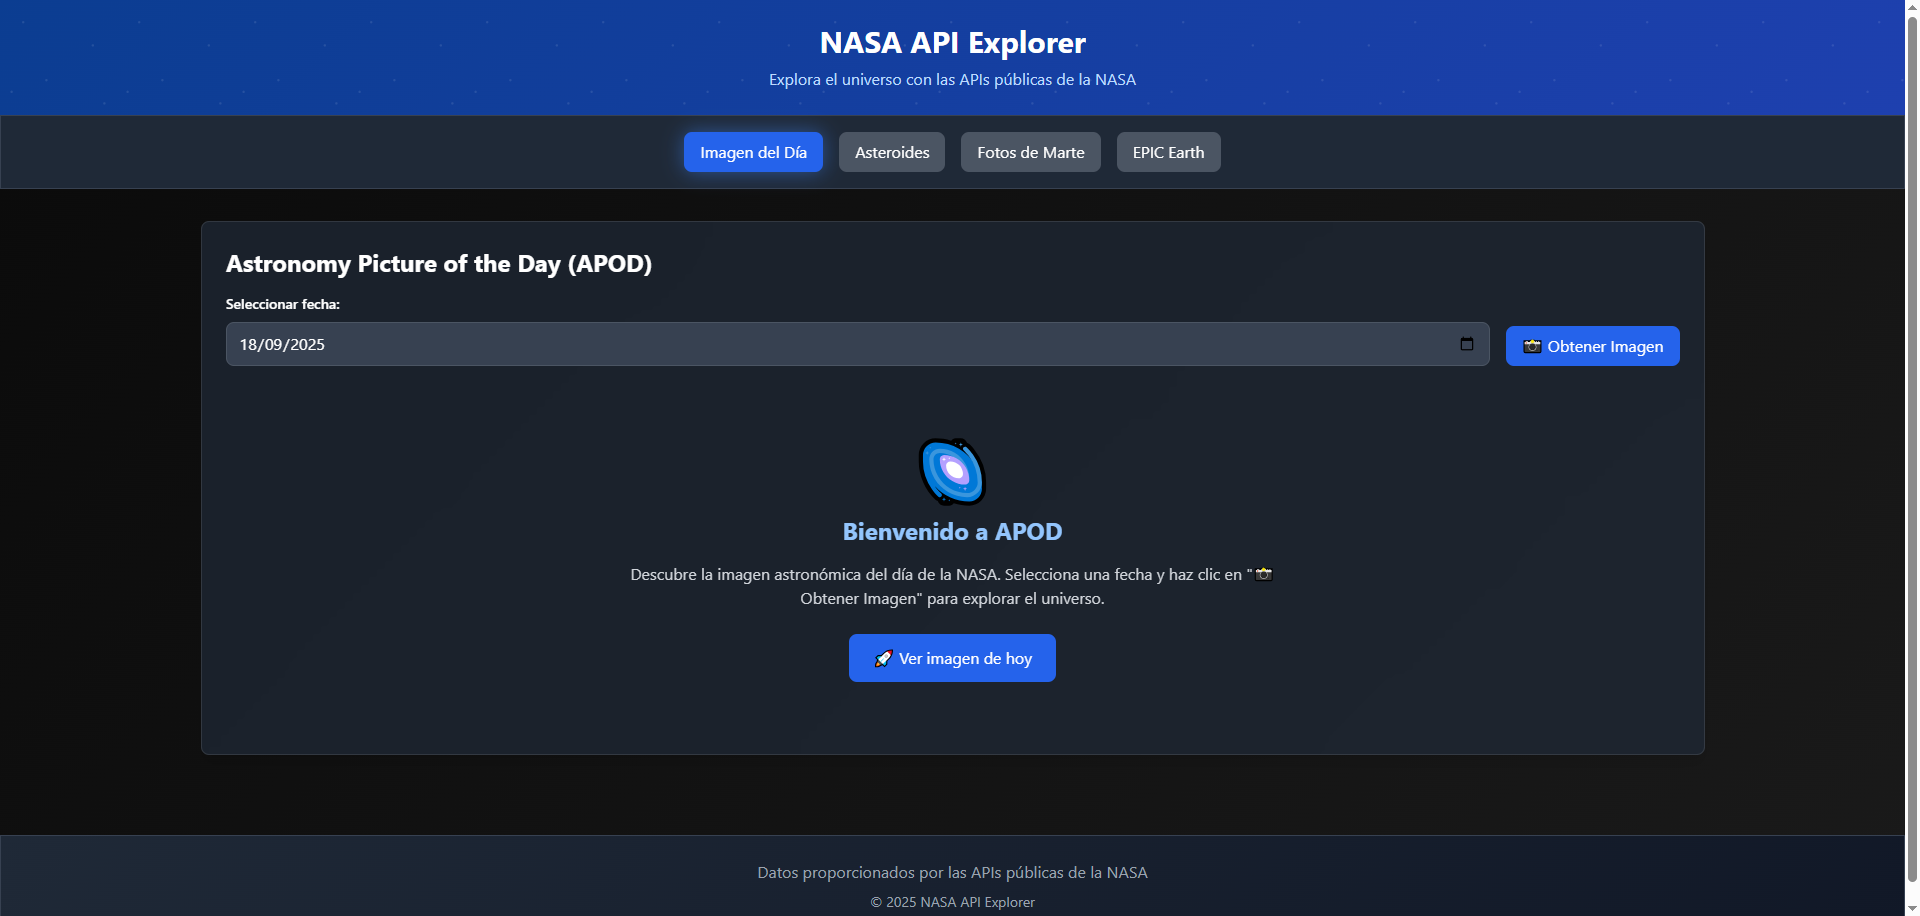 NASA API Explorer
Explora el universo con las APIs públicas de la NASA
Imagen del Día
Asteroides
Fotos de Marte
EPIC Earth
Astronomy Picture of the Day (APOD)
Seleccionar fecha:
18/09/2025
📸 Obtener Imagen
Bienvenido a APOD
Descubre la imagen astronómica del día de la NASA. Selecciona una fecha y haz clic en "📸
Obtener Imagen" para explorar el universo.
🚀 Ver imagen de hoy
Datos proporcionados por las APIs públicas de la NASA
© 2025 NASA API Explorer